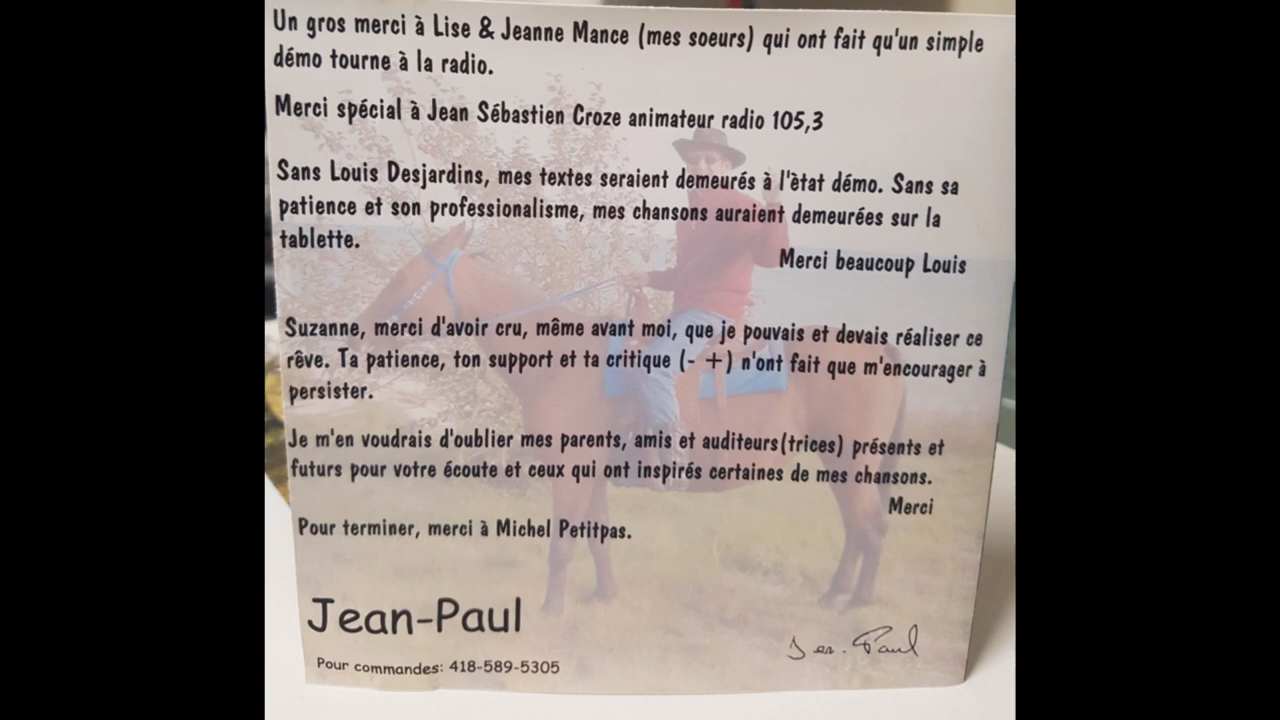 Un gros merci à Lise & Jeanne Mance (mes soeurs) qui ont fait qu'un simple
démo tourne à la radio.
Merci spécial à Jean Sébastien Croze animateur radio 105,3
Sans Louis Desjardins, mes textes seraient demeurés à l'ètat démo. Sans sa
patience et son professionalisme, mes chansons auraient demeurées sur la
tablette.
Merci beaucoup Louis
Suzanne, merci d'avoir cru, même avant moi, que je pouvais et devais réaliser ce
rêve. Ta patience, ton support et ta critique (- +) n'ont fait que m'encourager à
persister.
Je m'en voudrais d'oublier mes parents, amis et auditeurs(trices) présents et
futurs pour votre écoute et ceux qui ont inspirés certaines de mes chansons.
Merci
Pour terminer, merci à Michel Petitpas.
Jean-Paul
Jean-Paul
Pour commandes: 418-589-5305